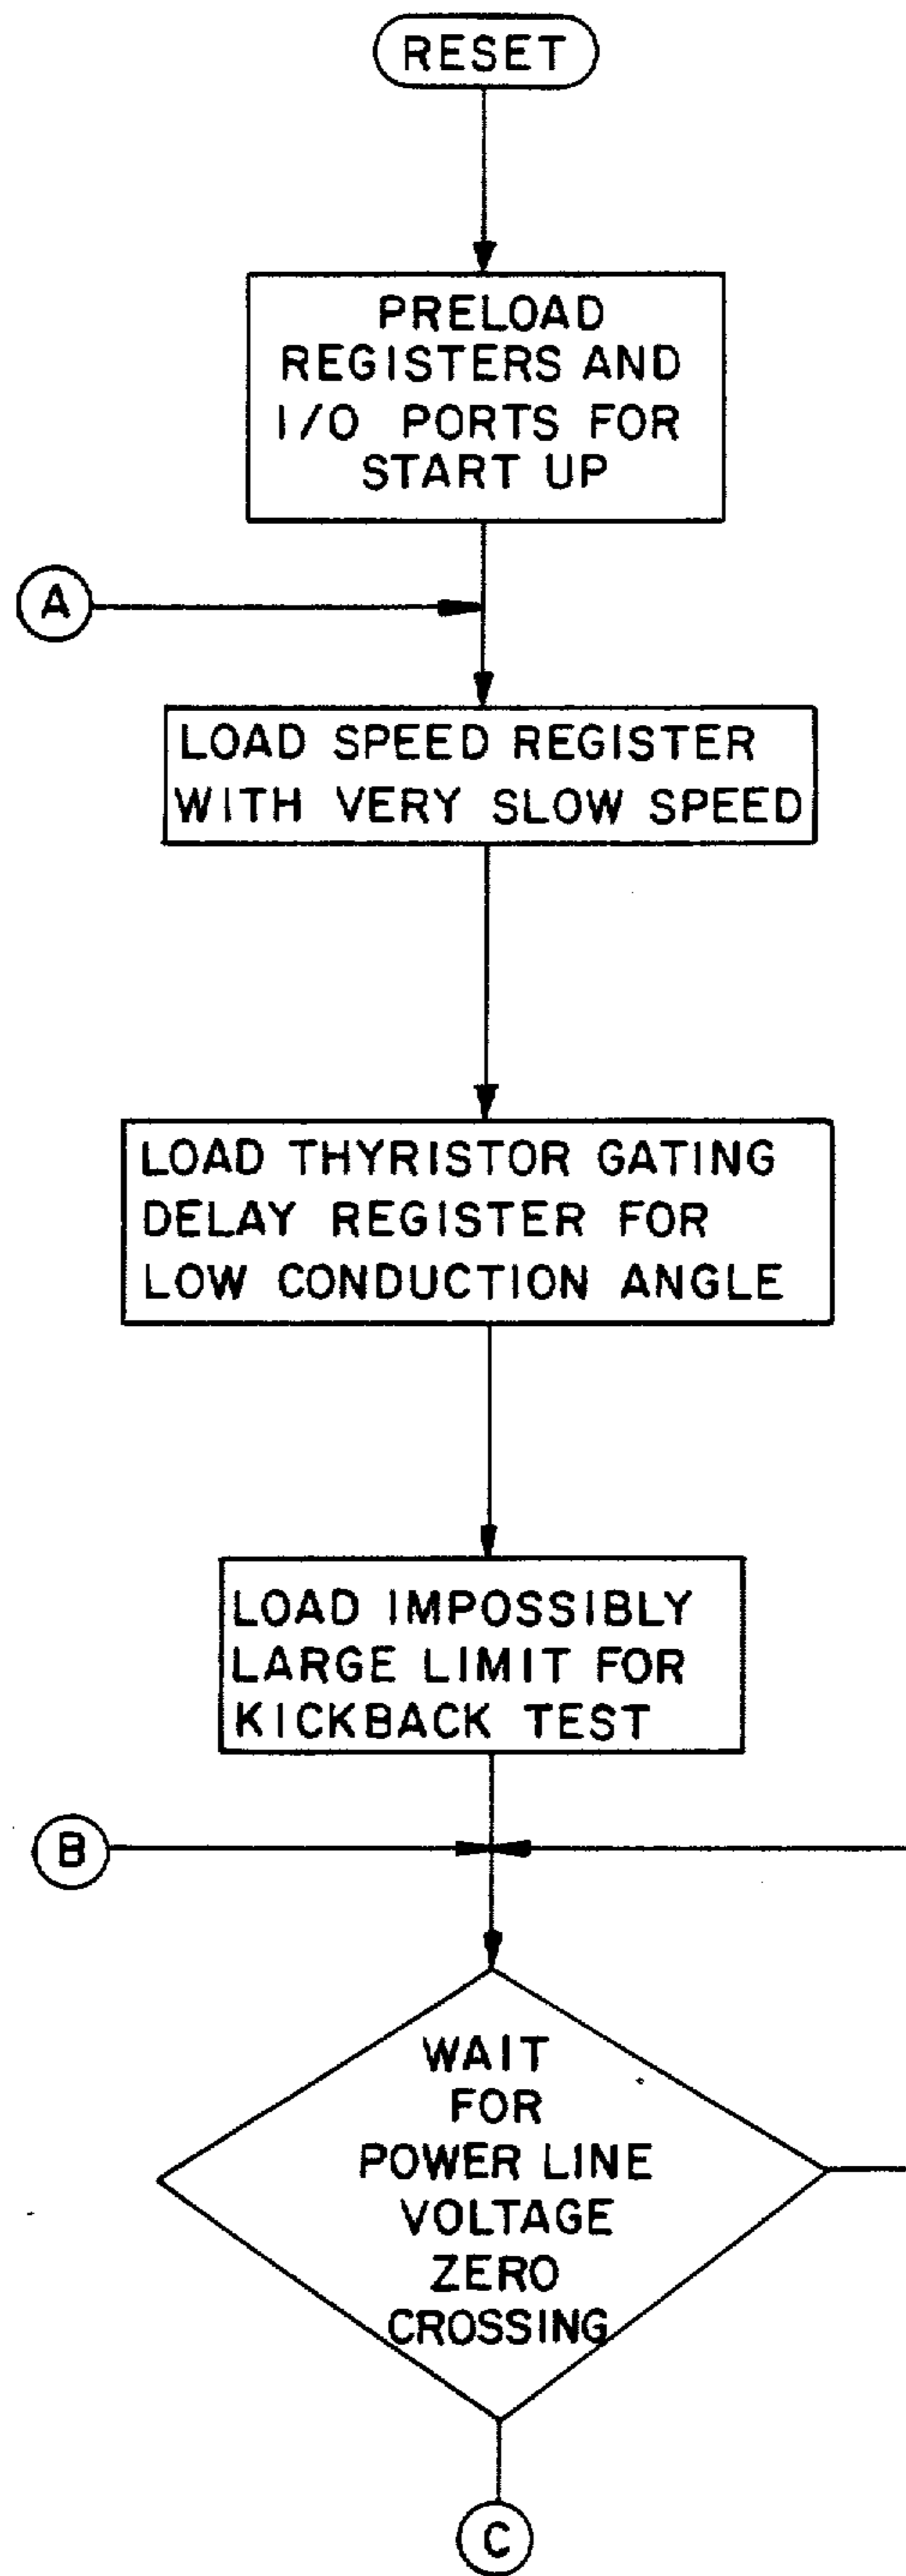 RESET
PRELOAD
REGISTERS AND
I/O PORTS FOR
START UP
A
LOAD SPEED REGISTER
WITH VERY SLOW SPEED
LOAD THYRISTOR GATING
DELAY REGISTER FOR
LOW CONDUCTION ANGLE
LOAD IMPOSSIBLY
LARGE LIMIT FOR
KICKBACK TEST
B
WAIT
FOR
POWER LINE
VOLTAGE
ZERO
CROSSING
C